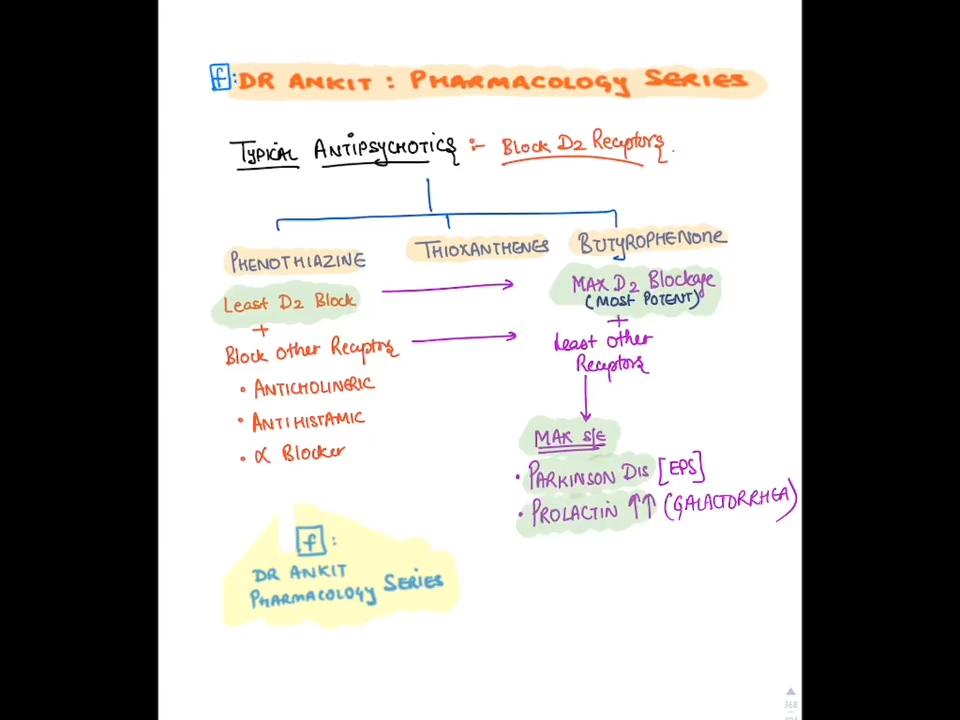 f: DR ANKIT : PHARMACOLOGY SERIES
TYPICAL ANTIPSYCHOTICS :- BLOCK D2 RECEPTORS.
PHENOTHIAZINE
THIOXANTHENES
BUTYROPHENONE
LEAST D2 BLOCK
+
BLOCK OTHER RECEPTRS
• ANTICHOLINERIC
• ANTIHISTAMIC
• α BLOCKER
MAX D2 BLOCKAGE
(MOST POTENT)
+
LEAST OTHER
RECEPTORS
MAX S/E
• PARKINSON DIS [EPS]
• PROLACTIN ↑↑ (GALACTORRHEA)
f:
DR ANKIT
PHARMACOLOGY SERIES
368